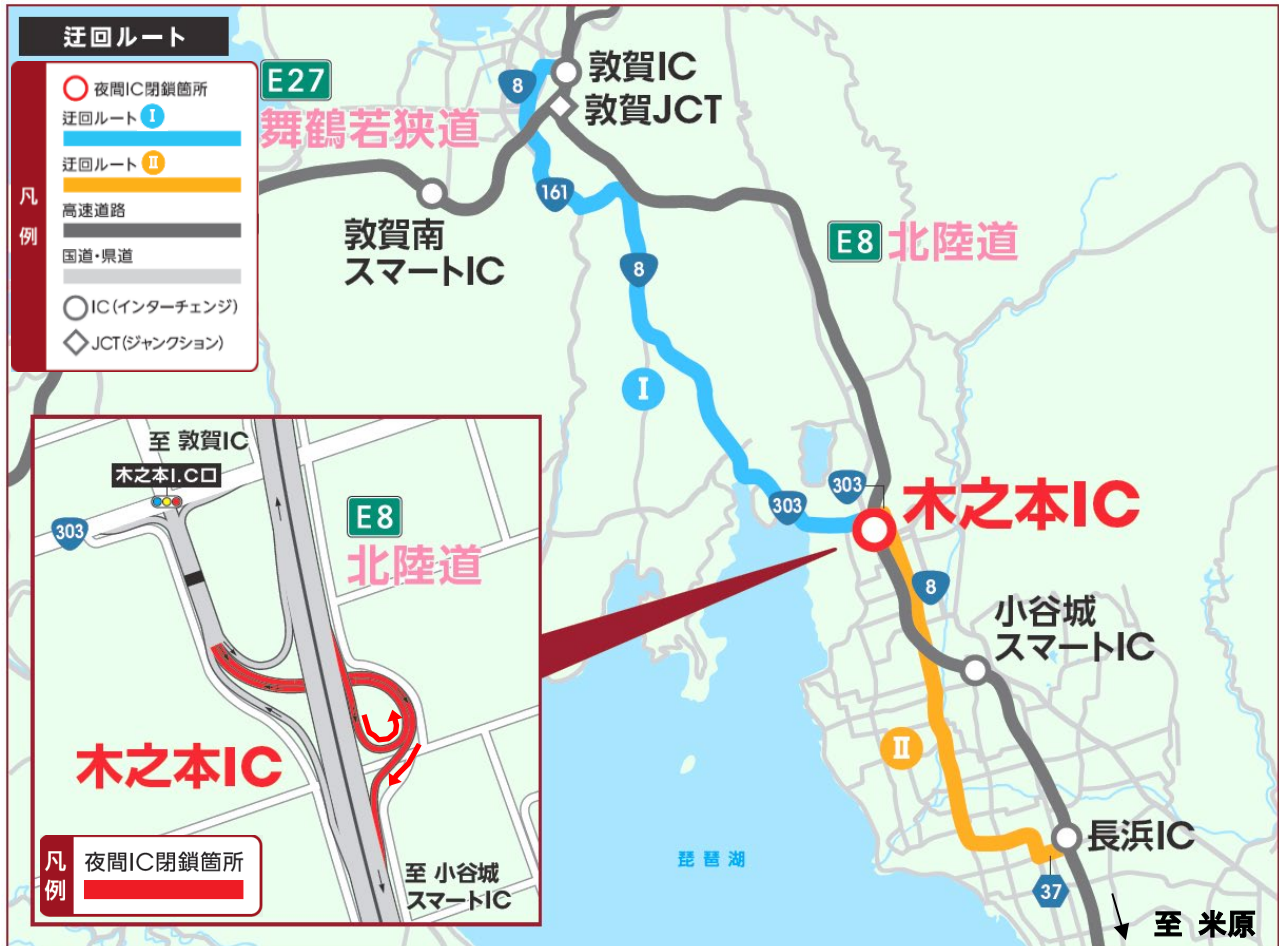 迂回ルート
凡例
夜間IC閉鎖箇所
迂回ルート I
迂回ルート II
高速道路
国道・県道
IC(インターチェンジ)
JCT(ジャンクション)
E27
舞鶴若狭道
8
敦賀IC
敦賀JCT
161
敦賀南
スマートIC
E8 北陸道
8
I
303
303
木之本IC
8
小谷城
スマートIC
II
長浜IC
37
琵琶湖
至 米原
至 敦賀IC
木之本I.C口
303
E8
北陸道
木之本IC
凡例
夜間IC閉鎖箇所
至 小谷城
スマートIC